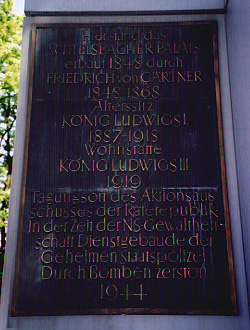 Hier stand das
WITTELSBACHER PALAIS
erbaut 1848 durch
FRIEDRICH von GÄRTNER
1848-1868
Alterssitz
KÖNIG LUDWIGS I.
1887-1918
Wohnstätte
KÖNIG LUDWIGS III.
1919
Tagungsort des Aktionsaus
schusses der Räterepublik
In der Zeit der NS-Gewaltherr
schaft Dienstgebäude der
Geheimen Staatspolizei
Durch Bomben zerstört
1944